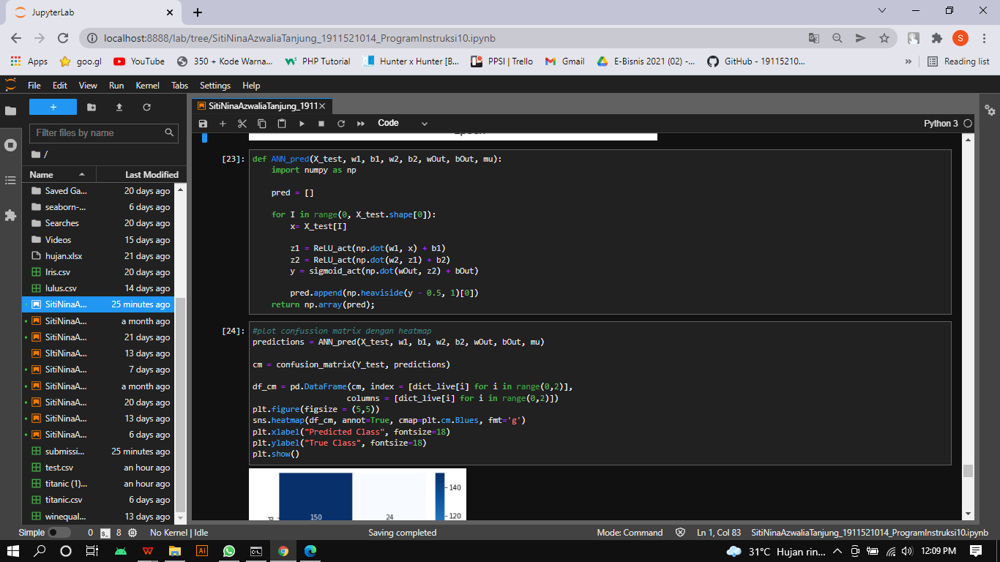 JupyterLab
localhost:8888/lab/tree/SitiNinaAzwaliaTanjung_1911521014_ProgramInstruksi10.ipynb
S
Apps goo.gl YouTube 350 + Kode Warna... PHP Tutorial Hunter x Hunter [B... PPSI | Trello Gmail E-Bisnis 2021 (02) -... GitHub - 19115210... » Reading list
File Edit View Run Kernel Tabs Settings Help
SitiNinaAzwaliaTanjung_1911
Code
Python 3
Filter files by name
/
Name Last Modified
Saved Ga... 20 days ago
seaborn-... 6 days ago
Searches 20 days ago
Videos 15 days ago
hujan.xlsx 21 days ago
Iris.csv 20 days ago
lulus.csv 14 days ago
SitiNinaA... 25 minutes ago
SitiNinaA... a month ago
SitiNinaA... 21 days ago
SItiNinaA... 13 days ago
SitiNinaA... 7 days ago
SitiNinaA... a month ago
SitiNinaA... 20 days ago
SitiNinaA... 13 days ago
SitiNinaA... 6 days ago
submissi... 25 minutes ago
test.csv an hour ago
titanic (1)... an hour ago
titanic.csv 6 days ago
winequal... 13 days ago
[23]: def ANN_pred(X_test, w1, b1, w2, b2, wOut, bOut, mu):
import numpy as np
pred = []
for I in range(0, X_test.shape[0]):
x= X_test[I]
z1 = ReLU_act(np.dot(w1, x) + b1)
z2 = ReLU_act(np.dot(w2, z1) + b2)
y = sigmoid_act(np.dot(wOut, z2) + bOut)
pred.append(np.heaviside(y - 0.5, 1)[0])
return np.array(pred);
[24]: #plot confussion matrix dengan heatmap
predictions = ANN_pred(X_test, w1, b1, w2, b2, wOut, bOut, mu)
cm = confusion_matrix(Y_test, predictions)
df_cm = pd.DataFrame(cm, index = [dict_live[i] for i in range(0,2)],
columns = [dict_live[i] for i in range(0,2)])
plt.figure(figsize = (5,5))
sns.heatmap(df_cm, annot=True, cmap=plt.cm.Blues, fmt='g')
plt.xlabel("Predicted Class", fontsize=18)
plt.ylabel("True Class", fontsize=18)
plt.show()
140
150 24 120
Simple 0 8 No Kernel | Idle Saving completed Mode: Command Ln 1, Col 83 SitiNinaAzwaliaTanjung_1911521014_ProgramInstruksi10.ipynb
31°C Hujan rin... 12:09 PM